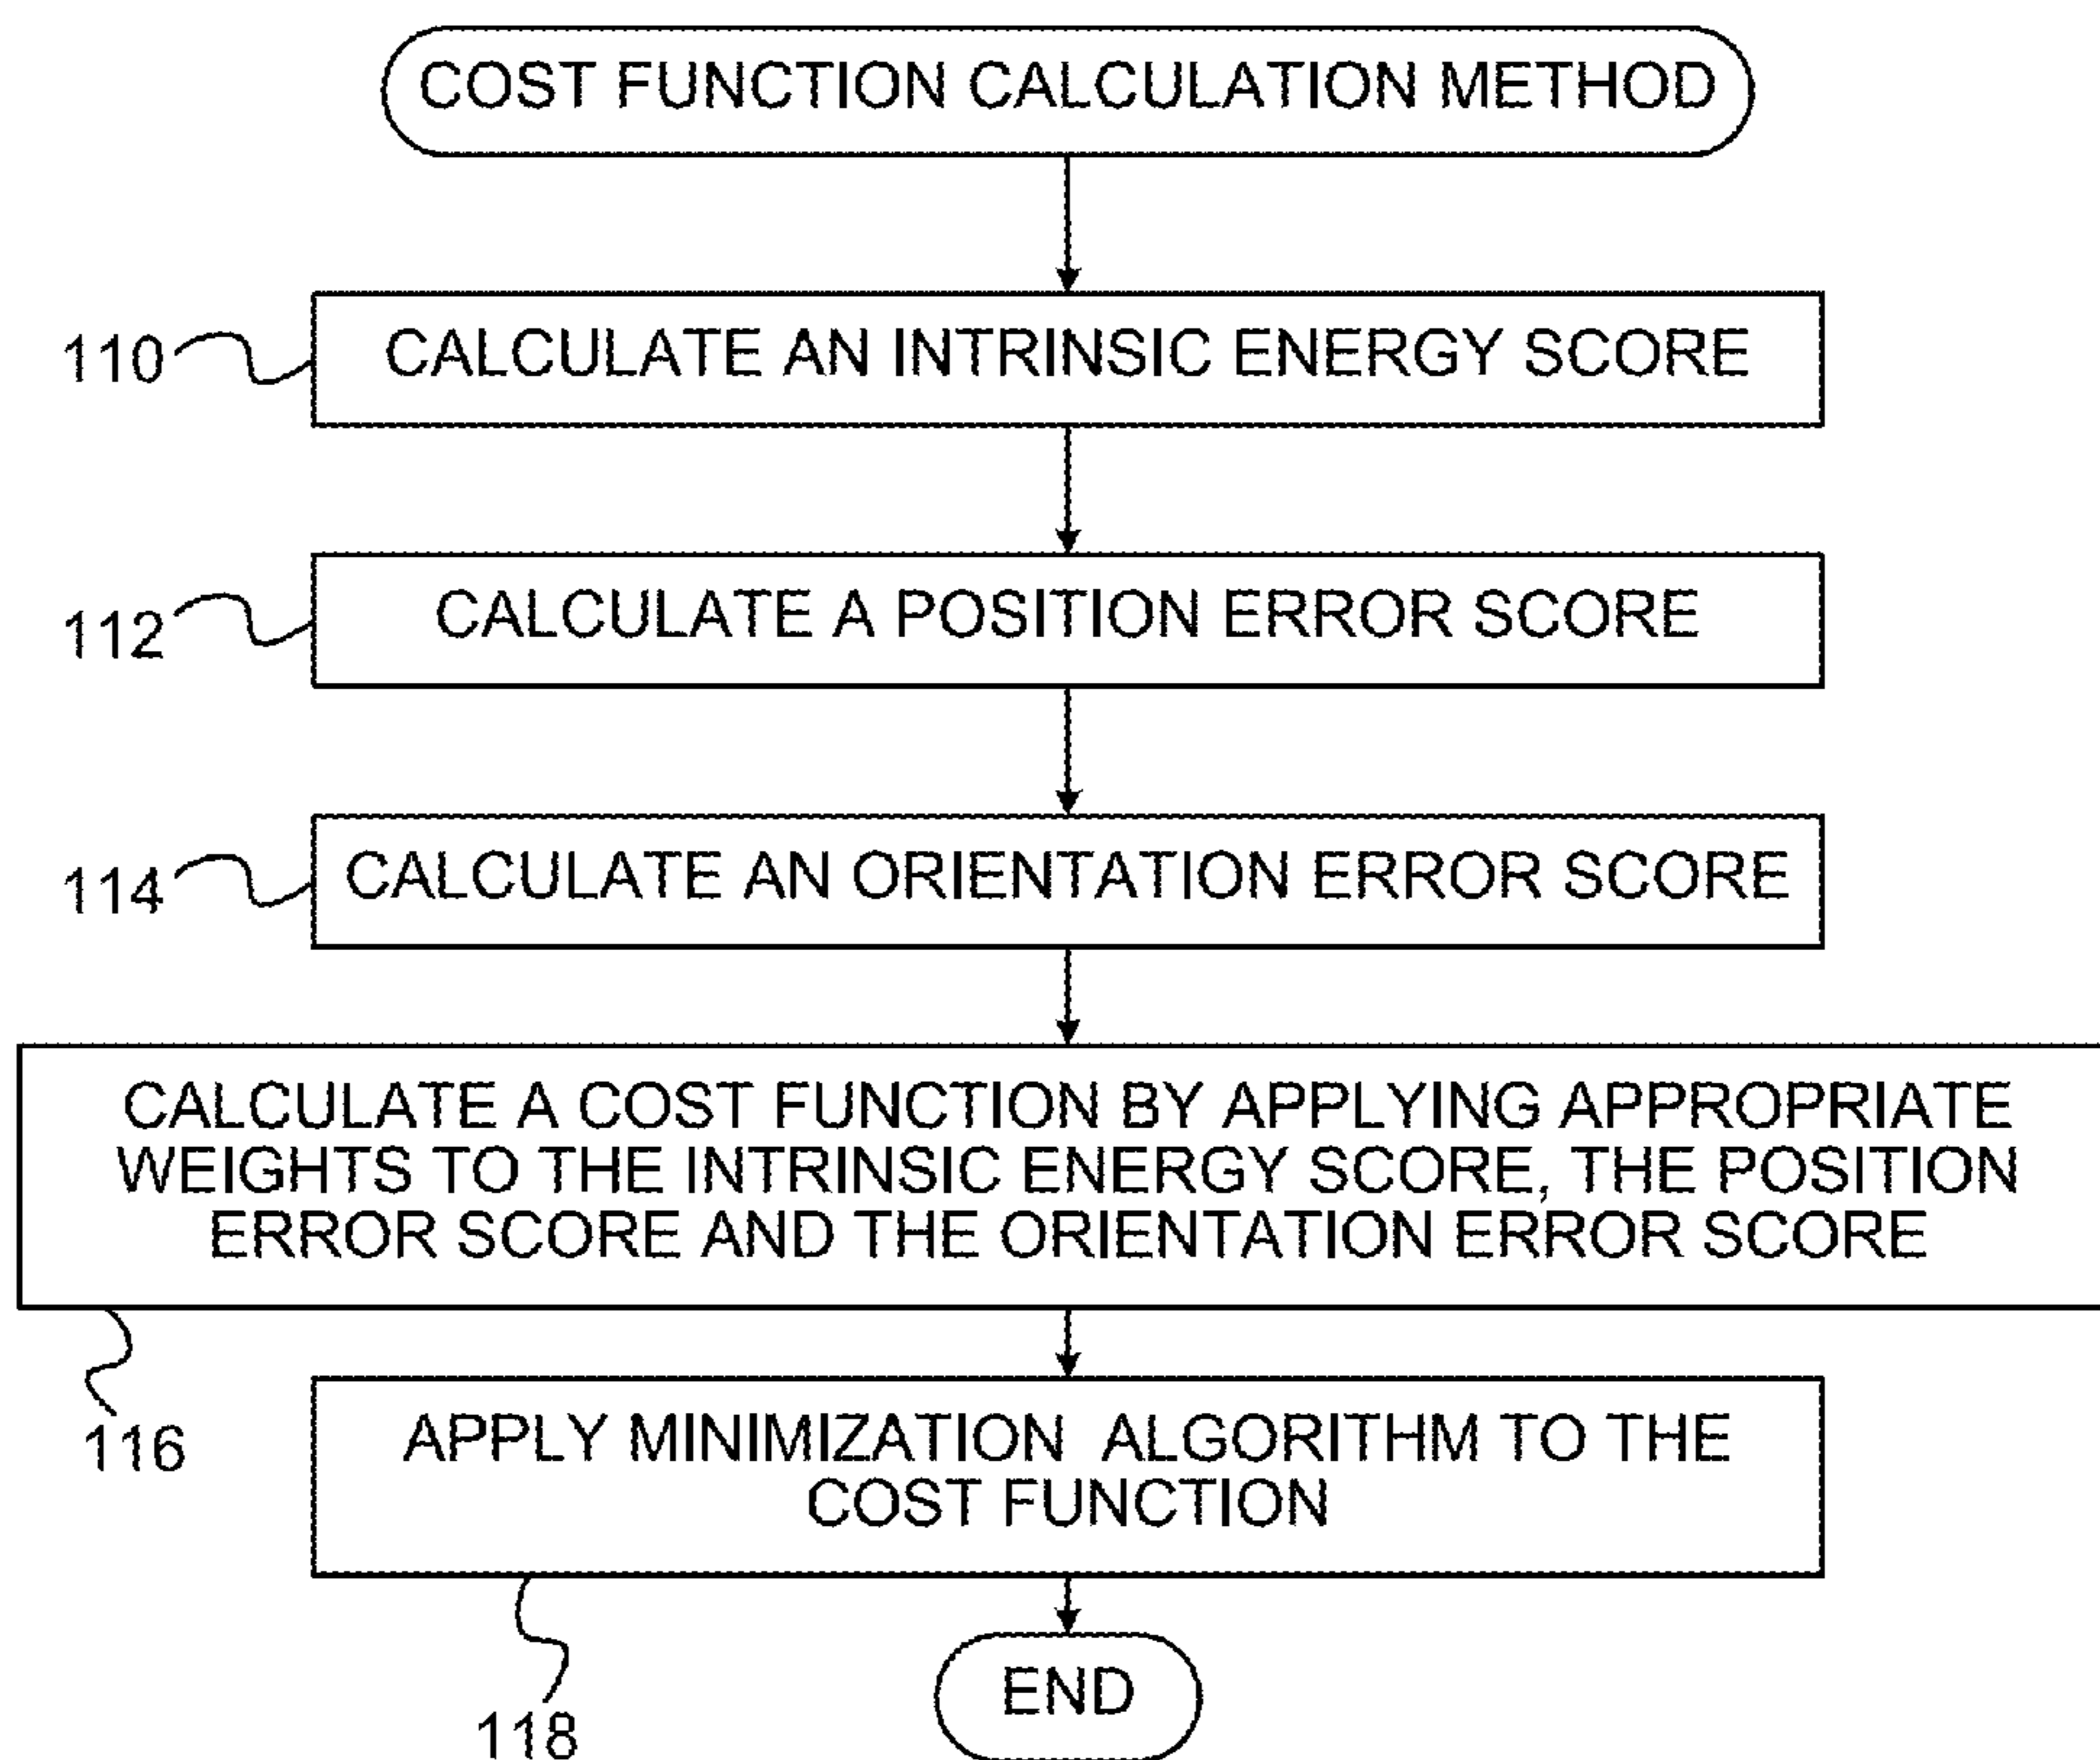 COST FUNCTION CALCULATION METHOD
110
CALCULATE AN INTRINSIC ENERGY SCORE
112
CALCULATE A POSITION ERROR SCORE
114
CALCULATE AN ORIENTATION ERROR SCORE
CALCULATE A COST FUNCTION BY APPLYING APPROPRIATE
WEIGHTS TO THE INTRINSIC ENERGY SCORE, THE POSITION
ERROR SCORE AND THE ORIENTATION ERROR SCORE
116
APPLY MINIMIZATION ALGORITHM TO THE
COST FUNCTION
118
END